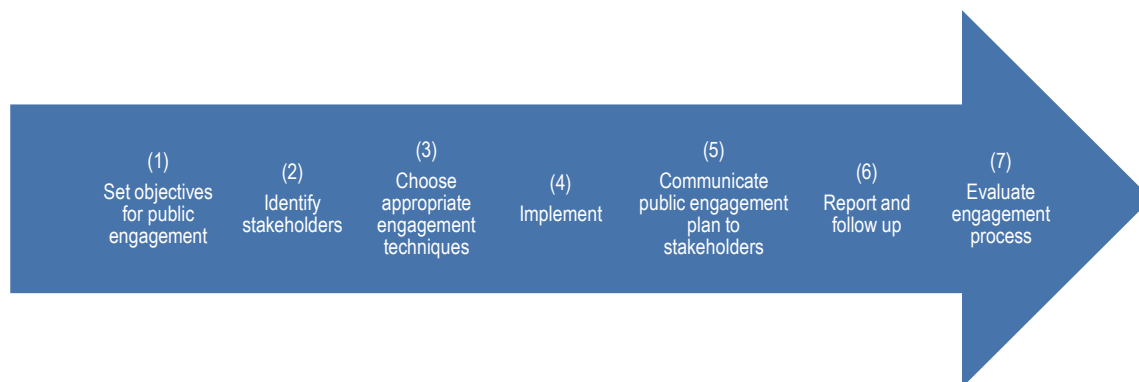 (1)
Set objectives
for public
engagement
(2)
Identify
stakeholders
(3)
Choose
appropriate
engagement
techniques
(4)
Implement
(5)
Communicate
public engagement
plan to
stakeholders
(6)
Report and
follow up
(7)
Evaluate
engagement
process